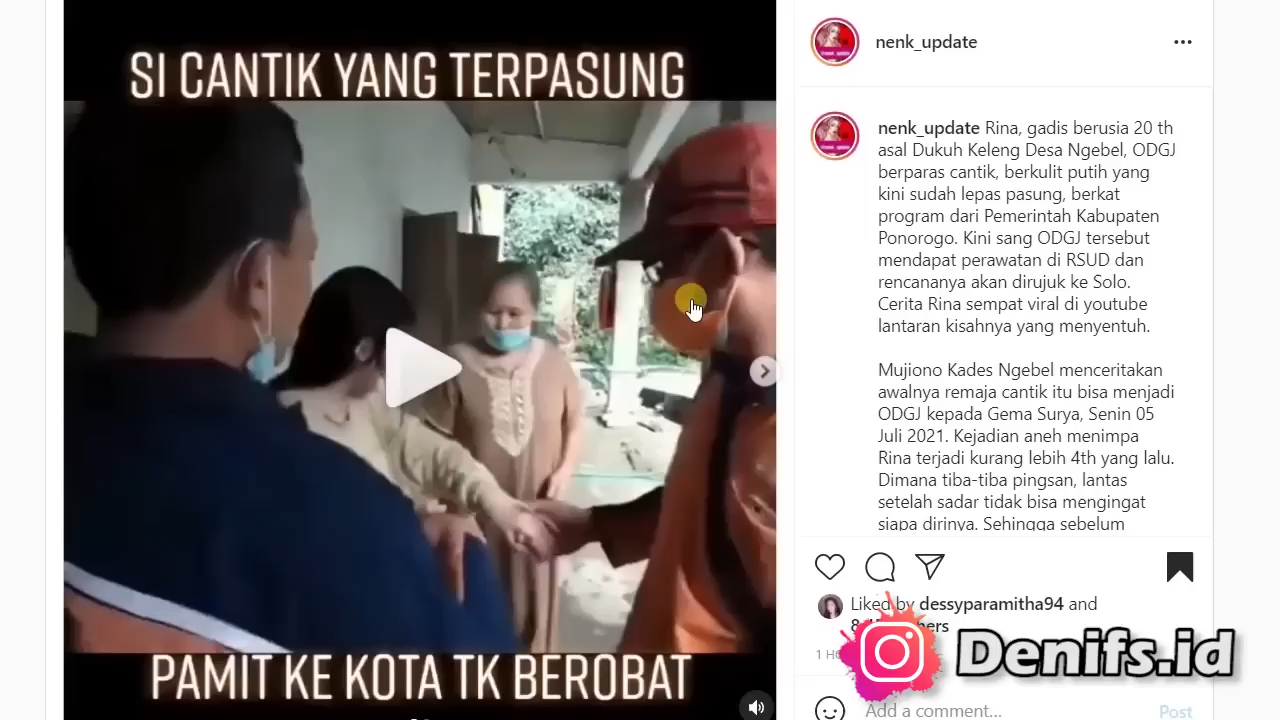 SI CANTIK YANG TERPASUNG
PAMIT KE KOTA TK BEROBAT
nenk_update
nenk_update Rina, gadis berusia 20 th
asal Dukuh Keleng Desa Ngebel, ODGJ
berparas cantik, berkulit putih yang
kini sudah lepas pasung, berkat
program dari Pemerintah Kabupaten
Ponorogo. Kini sang ODGJ tersebut
mendapat perawatan di RSUD dan
rencananya akan dirujuk ke Solo.
Cerita Rina sempat viral di youtube
lantaran kisahnya yang menyentuh.
Mujiono Kades Ngebel menceritakan
awalnya remaja cantik itu bisa menjadi
ODGJ kepada Gema Surya, Senin 05
Juli 2021. Kejadian aneh menimpa
Rina terjadi kurang lebih 4th yang lalu.
Dimana tiba-tiba pingsan, lantas
setelah sadar tidak bisa mengingat
siapa dirinya. Sehingga sebelum
Liked by dessyparamitha94 and
Denifs.id
Add a comment...
Post